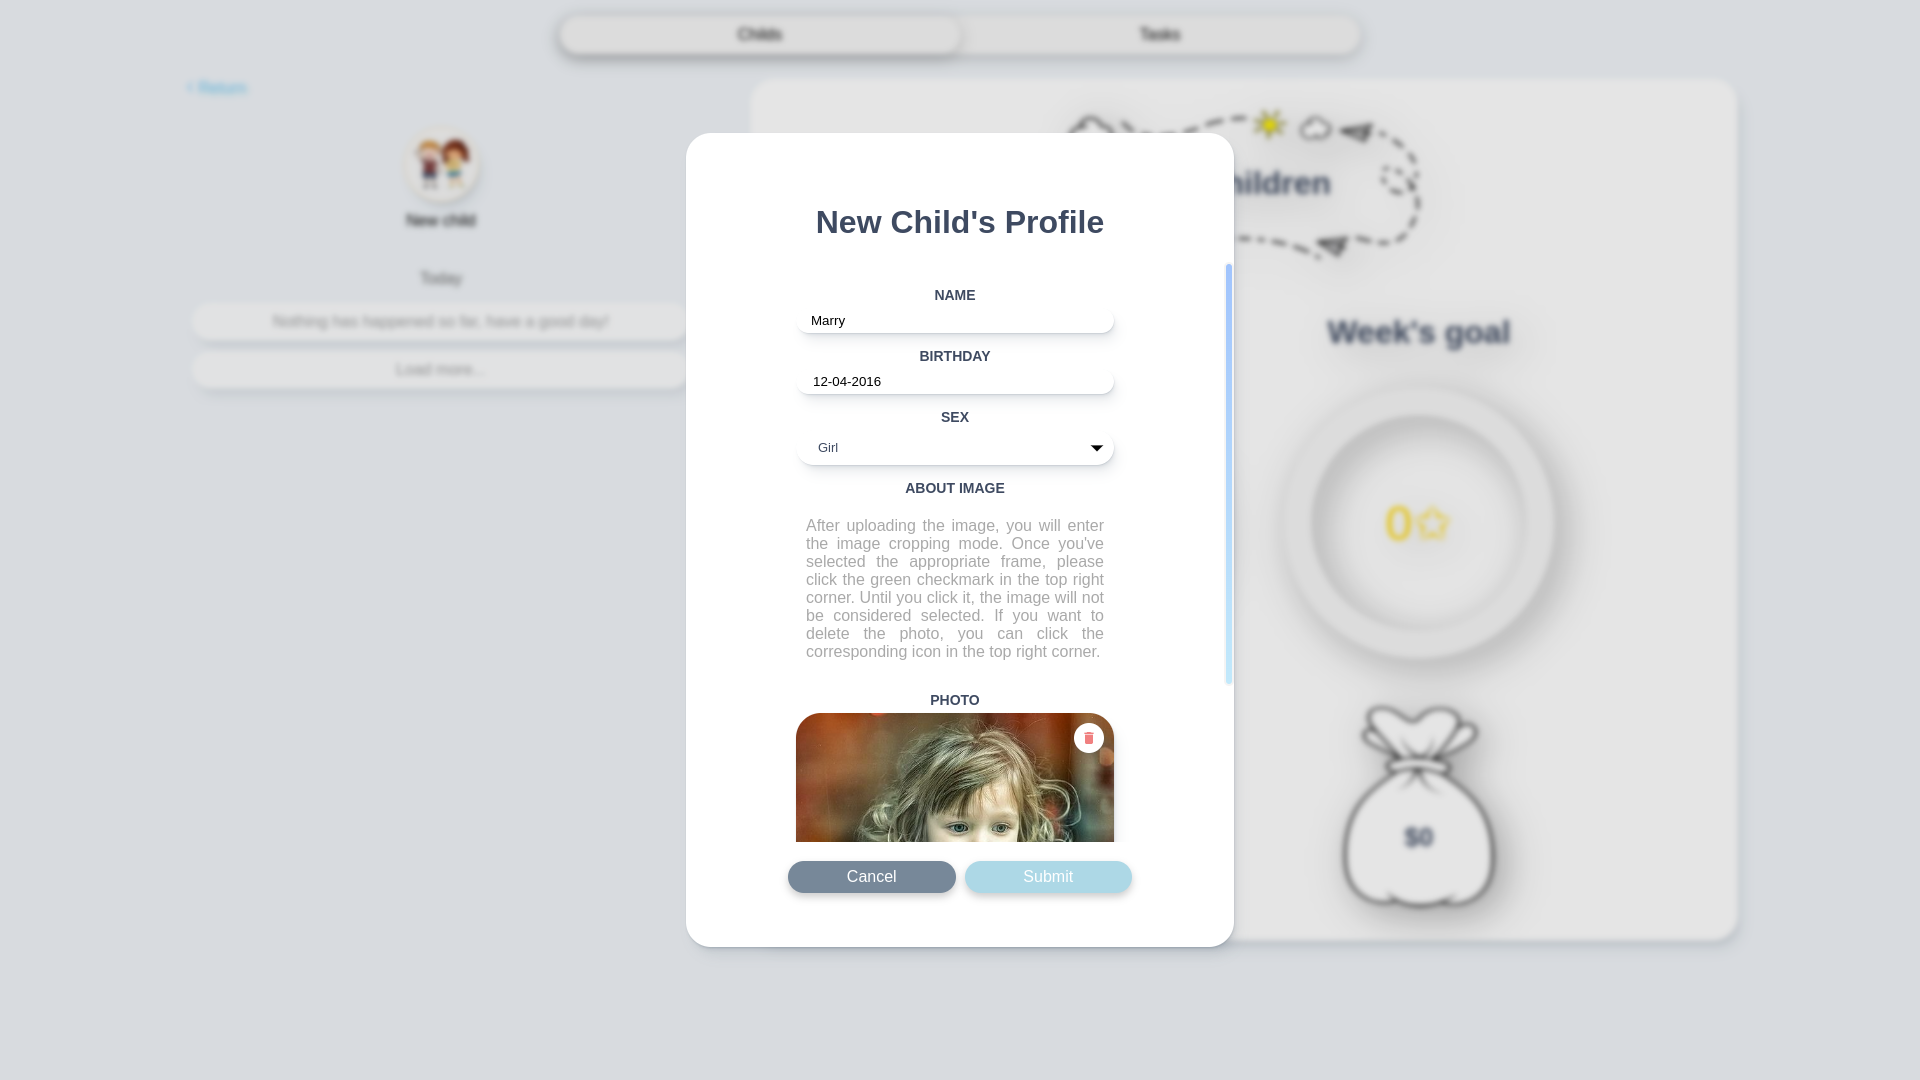 Childs
Tasks
< Return
New child
Today
Nothing has happened so far, have a good day!
Load more...
hildren
Week's goal
0
$0
New Child's Profile
NAME
Marry
BIRTHDAY
12-04-2016
SEX
Girl
ABOUT IMAGE
After uploading the image, you will enter
the image cropping mode. Once you've
selected the appropriate frame, please
click the green checkmark in the top right
corner. Until you click it, the image will not
be considered selected. If you want to
delete the photo, you can click the
corresponding icon in the top right corner.
PHOTO
Cancel
Submit